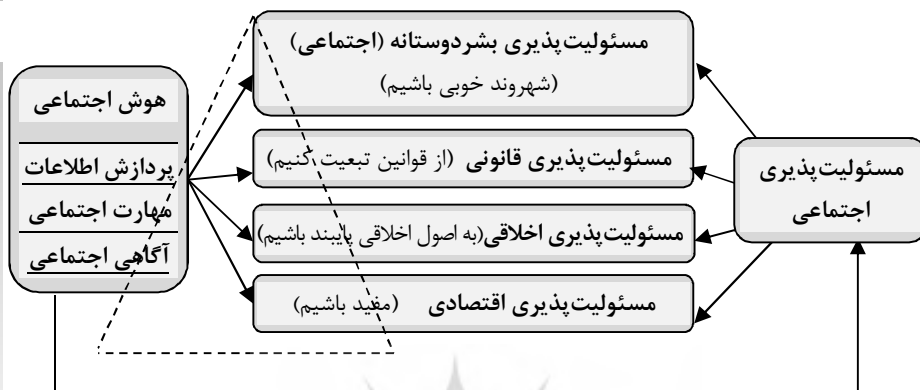 مسئولیت‌پذیری بشردوستانه (اجتماعی)
(شهروند خوبی باشیم)
هوش اجتماعی
پردازش اطلاعات
مهارت اجتماعی
آگاهی اجتماعی
مسئولیت‌پذیری قانونی (از قوانین تبعیت کنیم)
مسئولیت‌پذیری اخلاقی(به اصول اخلاقی پایبند باشیم)
مسئولیت‌پذیری اقتصادی (مفید باشیم)
مسئولیت‌پذیری
اجتماعی